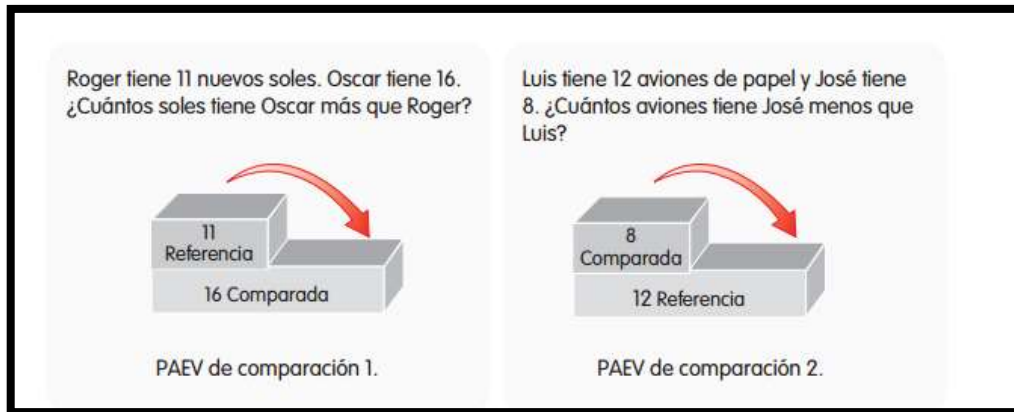 Roger tiene 11 nuevos soles. Oscar tiene 16.
¿Cuántos soles tiene Oscar más que Roger?
11
Referencia
16 Comparada
PAEV de comparación 1.
Luis tiene 12 aviones de papel y José tiene
8. ¿Cuántos aviones tiene José menos que
Luis?
8
Comparada
12 Referencia
PAEV de comparación 2.